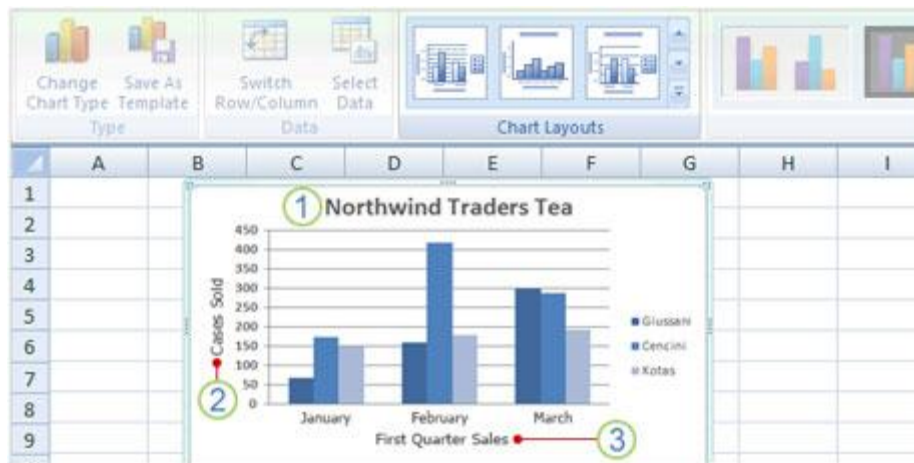 Change Chart Type
Save As Template
Switch Row/Column
Select Data
Type
Data
Chart Layouts
A B C D E F G H I
1
2
3
4
5
6
7
8
9
1 Northwind Traders Tea
450
400
350
300
250
200
150
100
50
0
Cases Sold
2
January February March
First Quarter Sales 3
Giussani
Cencini
Kotas